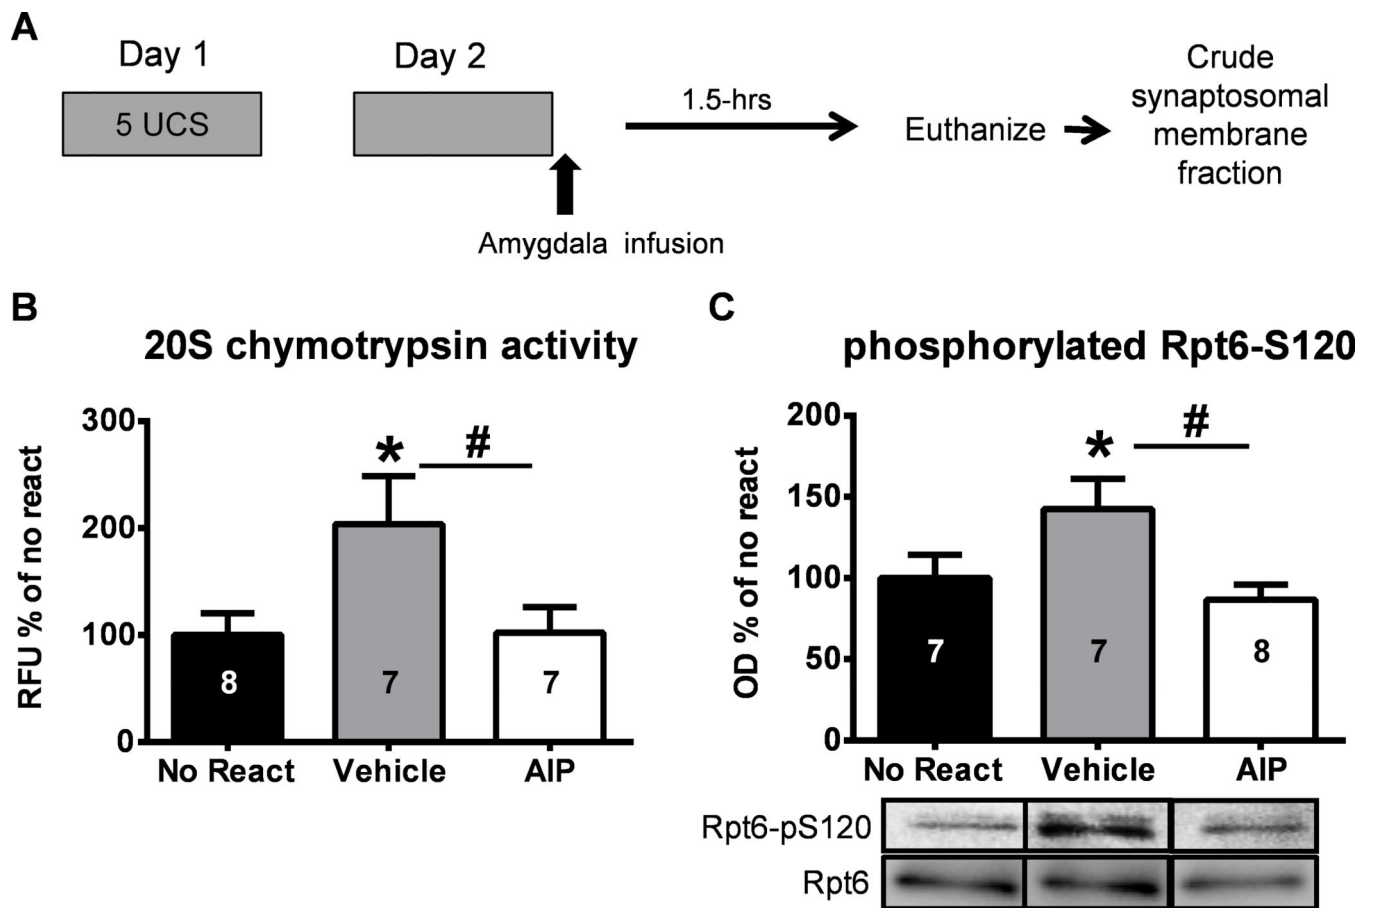 A
Day 1
Day 2
5 UCS
1.5-hrs
Euthanize
Crude
synaptosomal
membrane
fraction
Amygdala infusion
B
20S chymotrypsin activity
RFU % of no react
300
200
100
0
*
#
8
7
7
No React
Vehicle
AIP
C
phosphorylated Rpt6-S120
OD % of no react
200
150
100
50
0
*
#
7
7
8
No React
Vehicle
AIP
Rpt6-pS120
Rpt6